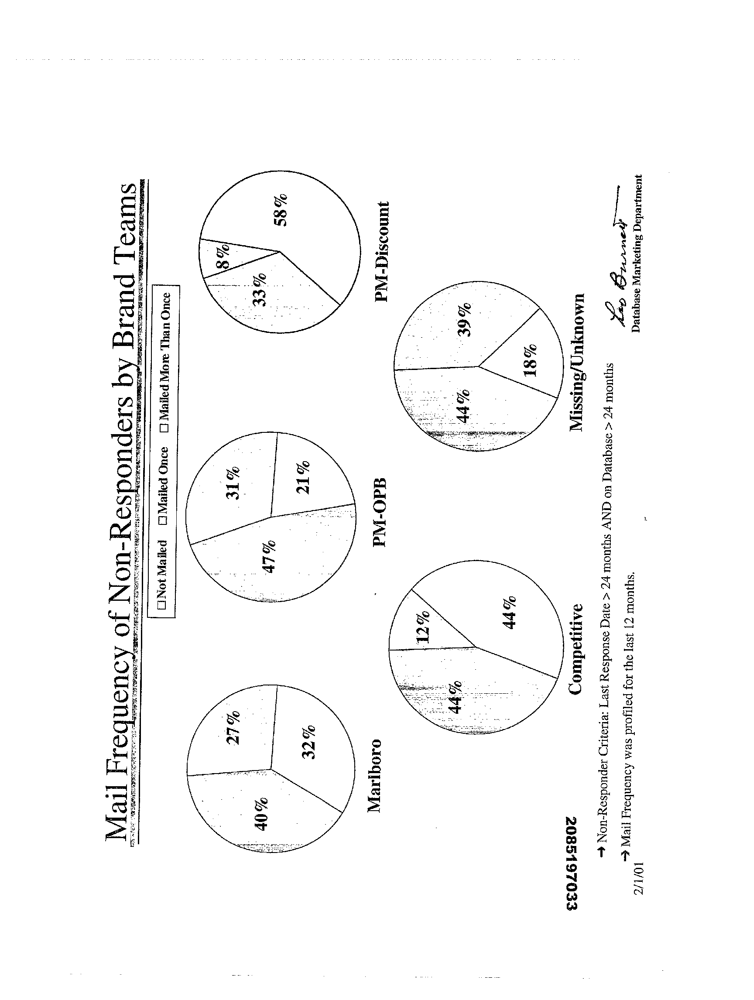 Mail Frequency of Non-Responders by Brand Teams
Not Mailed Mailed Once Mailed More Than Once
27%
40%
32%
Marlboro
31%
47%
21%
PM-OPB
8%
33%
58%
PM-Discount
12%
44%
44%
Competitive
39%
44%
18%
Missing/Unknown
2085197033
→ Non-Responder Criteria: Last Response Date > 24 months AND on Database > 24 months
→ Mail Frequency was profiled for the last 12 months.
2/1/01
Leo Burnett
Database Marketing Department